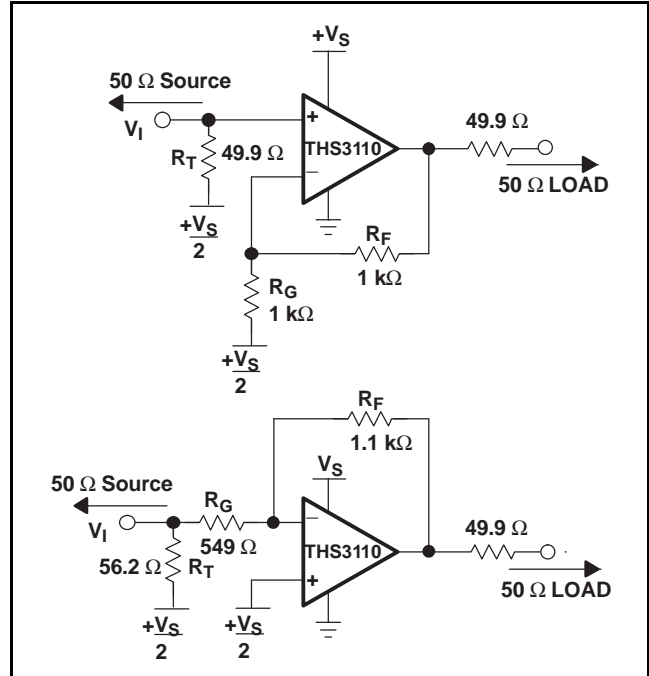 +VS
50 Ω Source
VI
+
THS3110
−
RT
49.9 Ω
+VS
2
49.9 Ω
50 Ω LOAD
RF
1 kΩ
RG
1 kΩ
+VS
2
RF
1.1 kΩ
VS
50 Ω Source
VI
RG
549 Ω
−
THS3110
+
56.2 Ω
RT
+VS
2
+VS
2
49.9 Ω
50 Ω LOAD